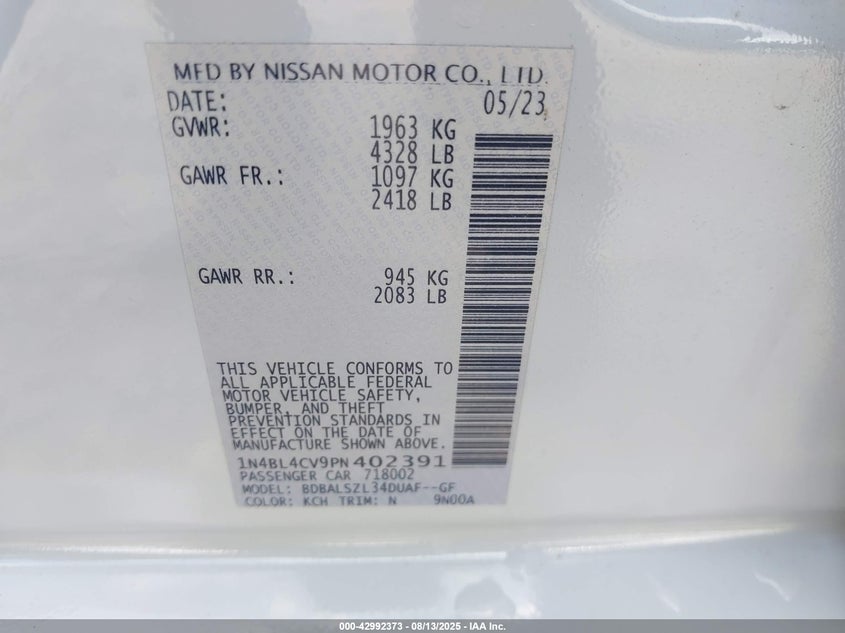 MFD BY NISSAN MOTOR CO., LTD.
DATE: 05/23
GVWR: 1963 KG
4328 LB
GAWR FR.: 1097 KG
2418 LB
GAWR RR.: 945 KG
2083 LB
THIS VEHICLE CONFORMS TO
ALL APPLICABLE FEDERAL
MOTOR VEHICLE SAFETY,
BUMPER, AND THEFT
PREVENTION STANDARDS IN
EFFECT ON THE DATE OF
MANUFACTURE SHOWN ABOVE.
1N4BL4CV9PN402391
PASSENGER CAR 718002
MODEL: BDBALSZL34DUAF--GF
COLOR: KCH TRIM: N 9N00A
000-42992373 - 08/13/2025 - IAA Inc.